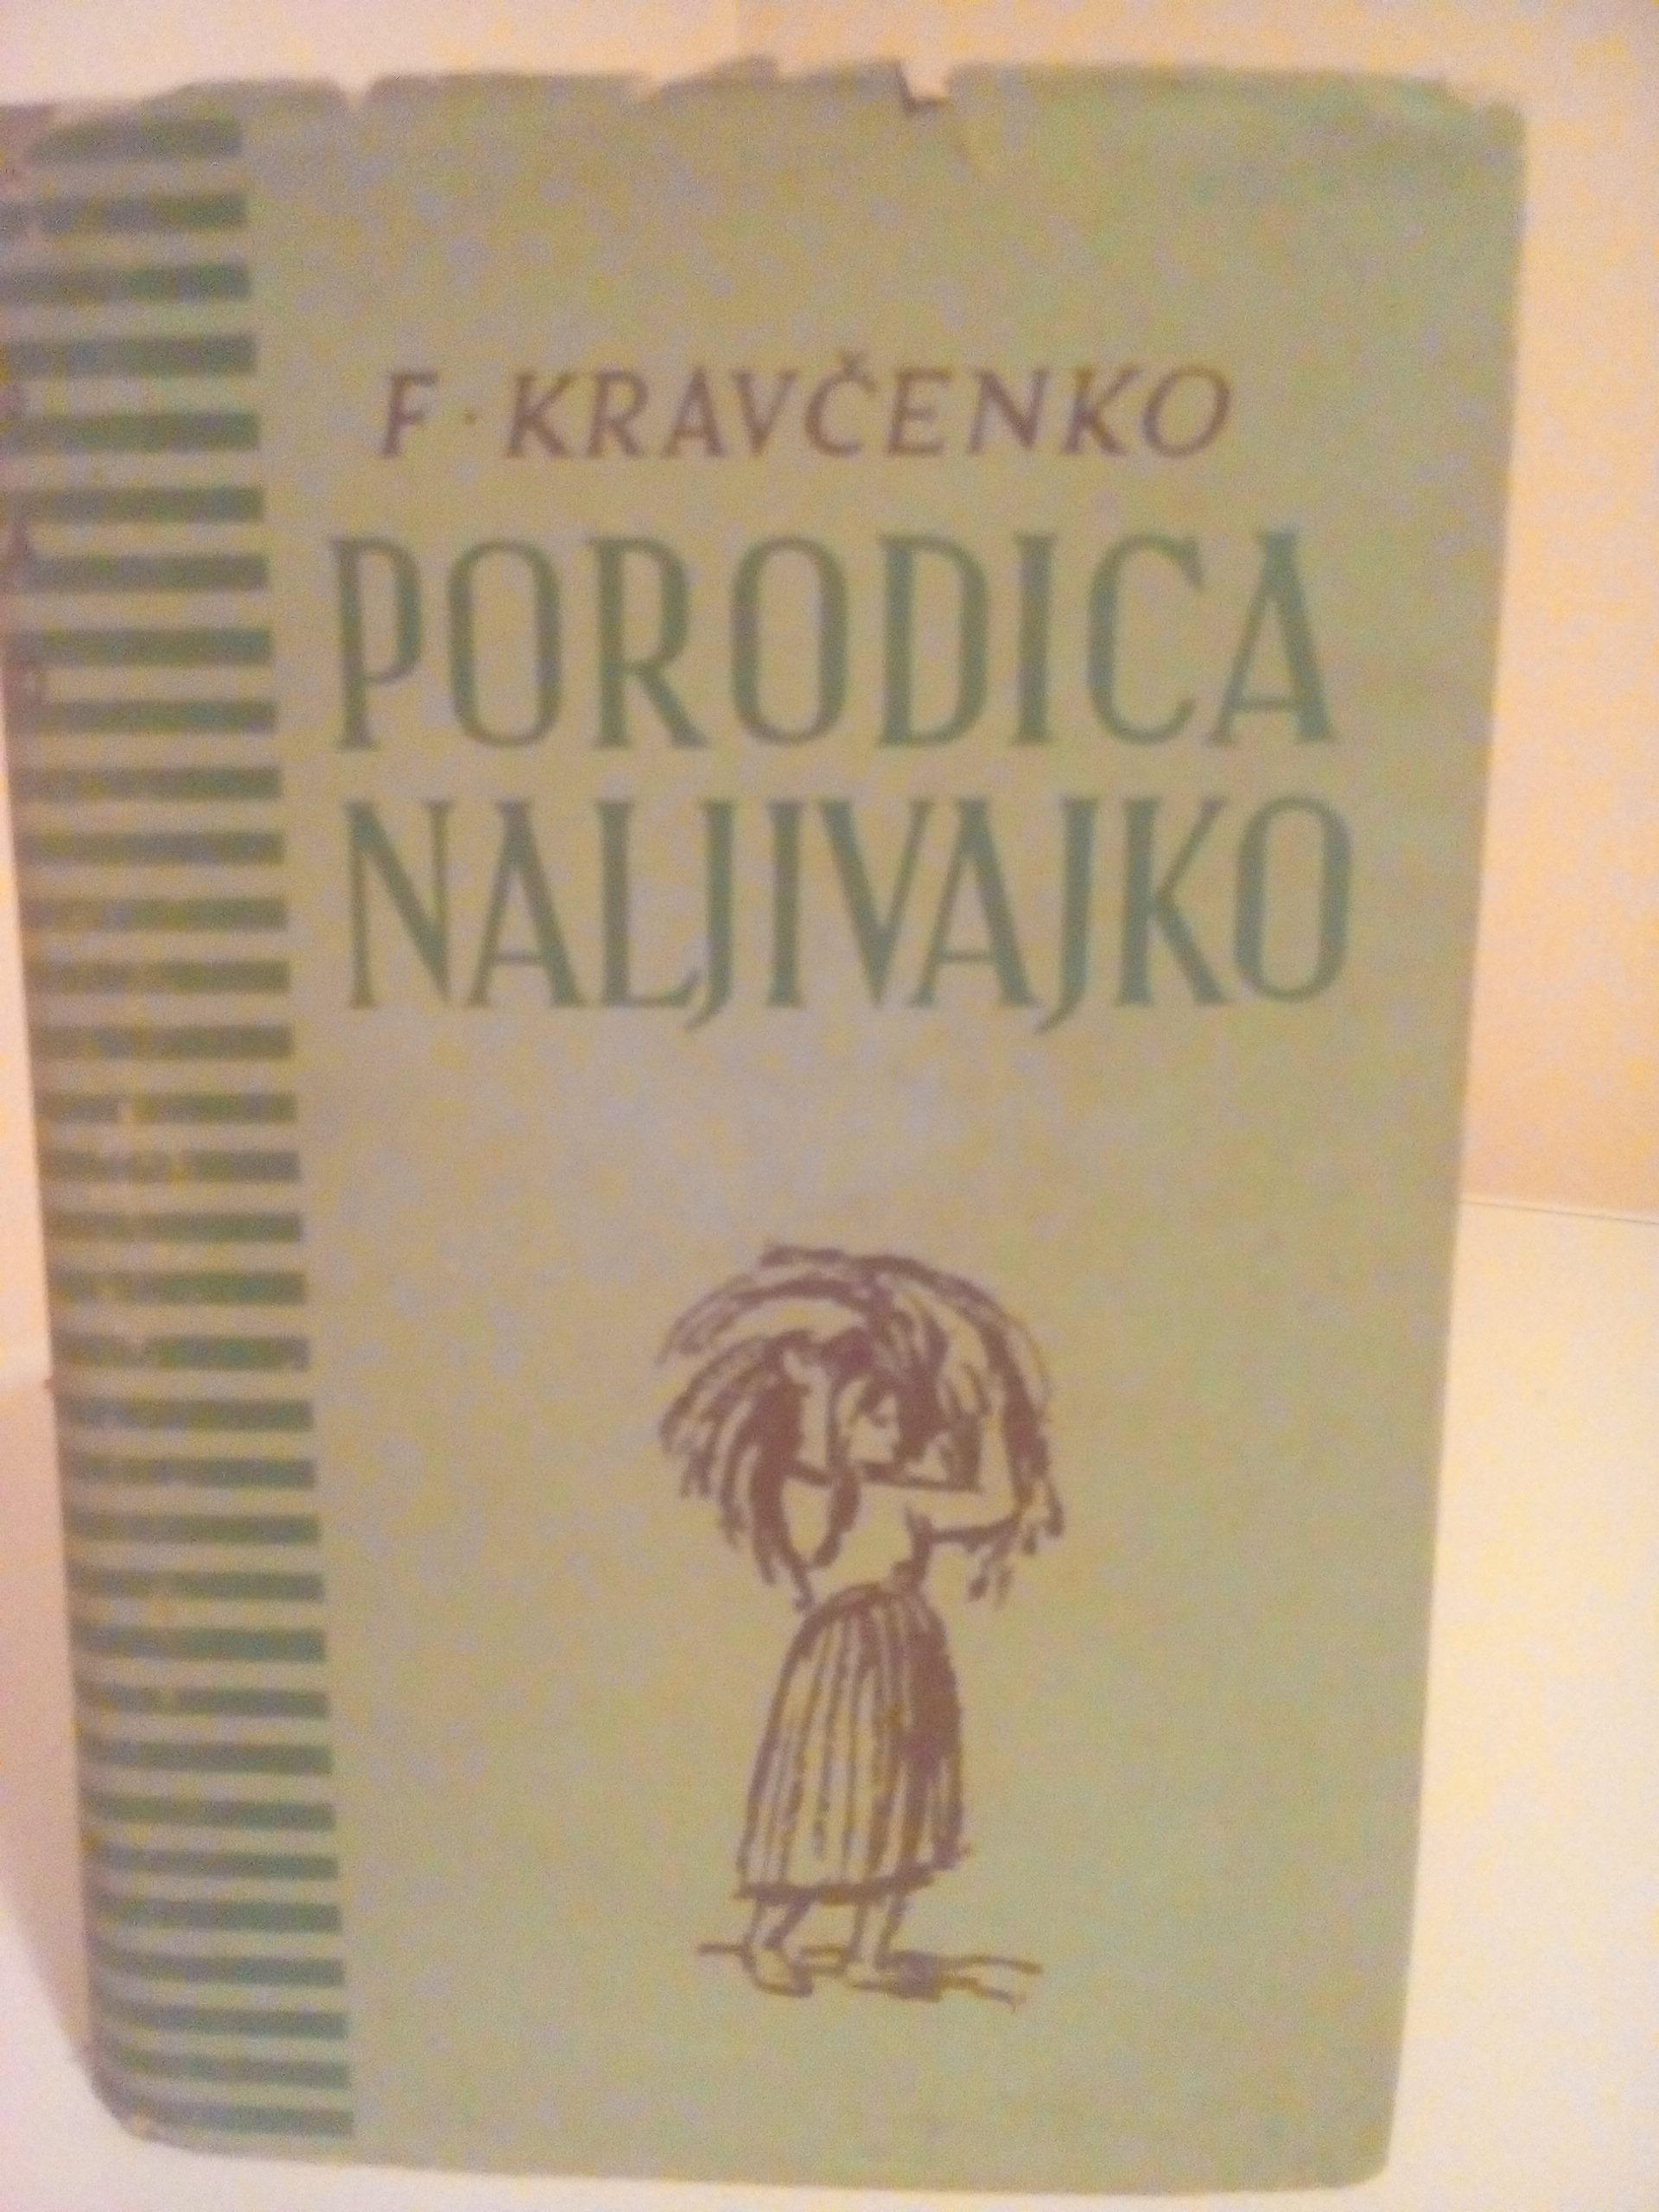 F · KRAVČENKO
PORODICA
NALJIVAJKO